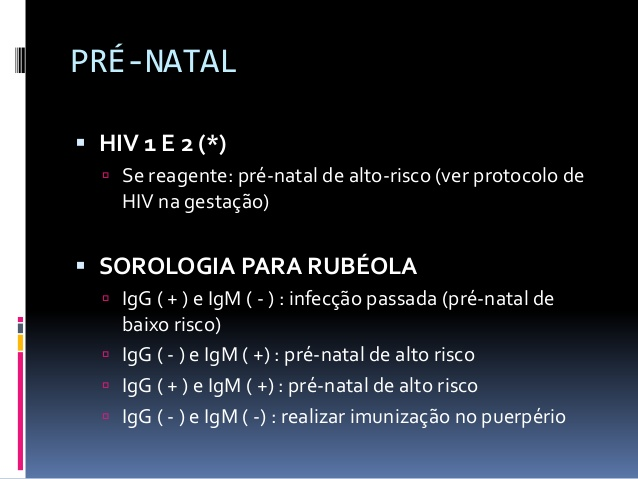 PRÉ-NATAL
HIV 1 E 2 (*)
Se reagente: pré-natal de alto-risco (ver protocolo de
HIV na gestação)
SOROLOGIA PARA RUBÉOLA
IgG ( + ) e IgM ( - ) : infecção passada (pré-natal de
baixo risco)
IgG ( - ) e IgM ( +) : pré-natal de alto risco
IgG ( + ) e IgM ( +) : pré-natal de alto risco
IgG ( - ) e IgM ( -) : realizar imunização no puerpério